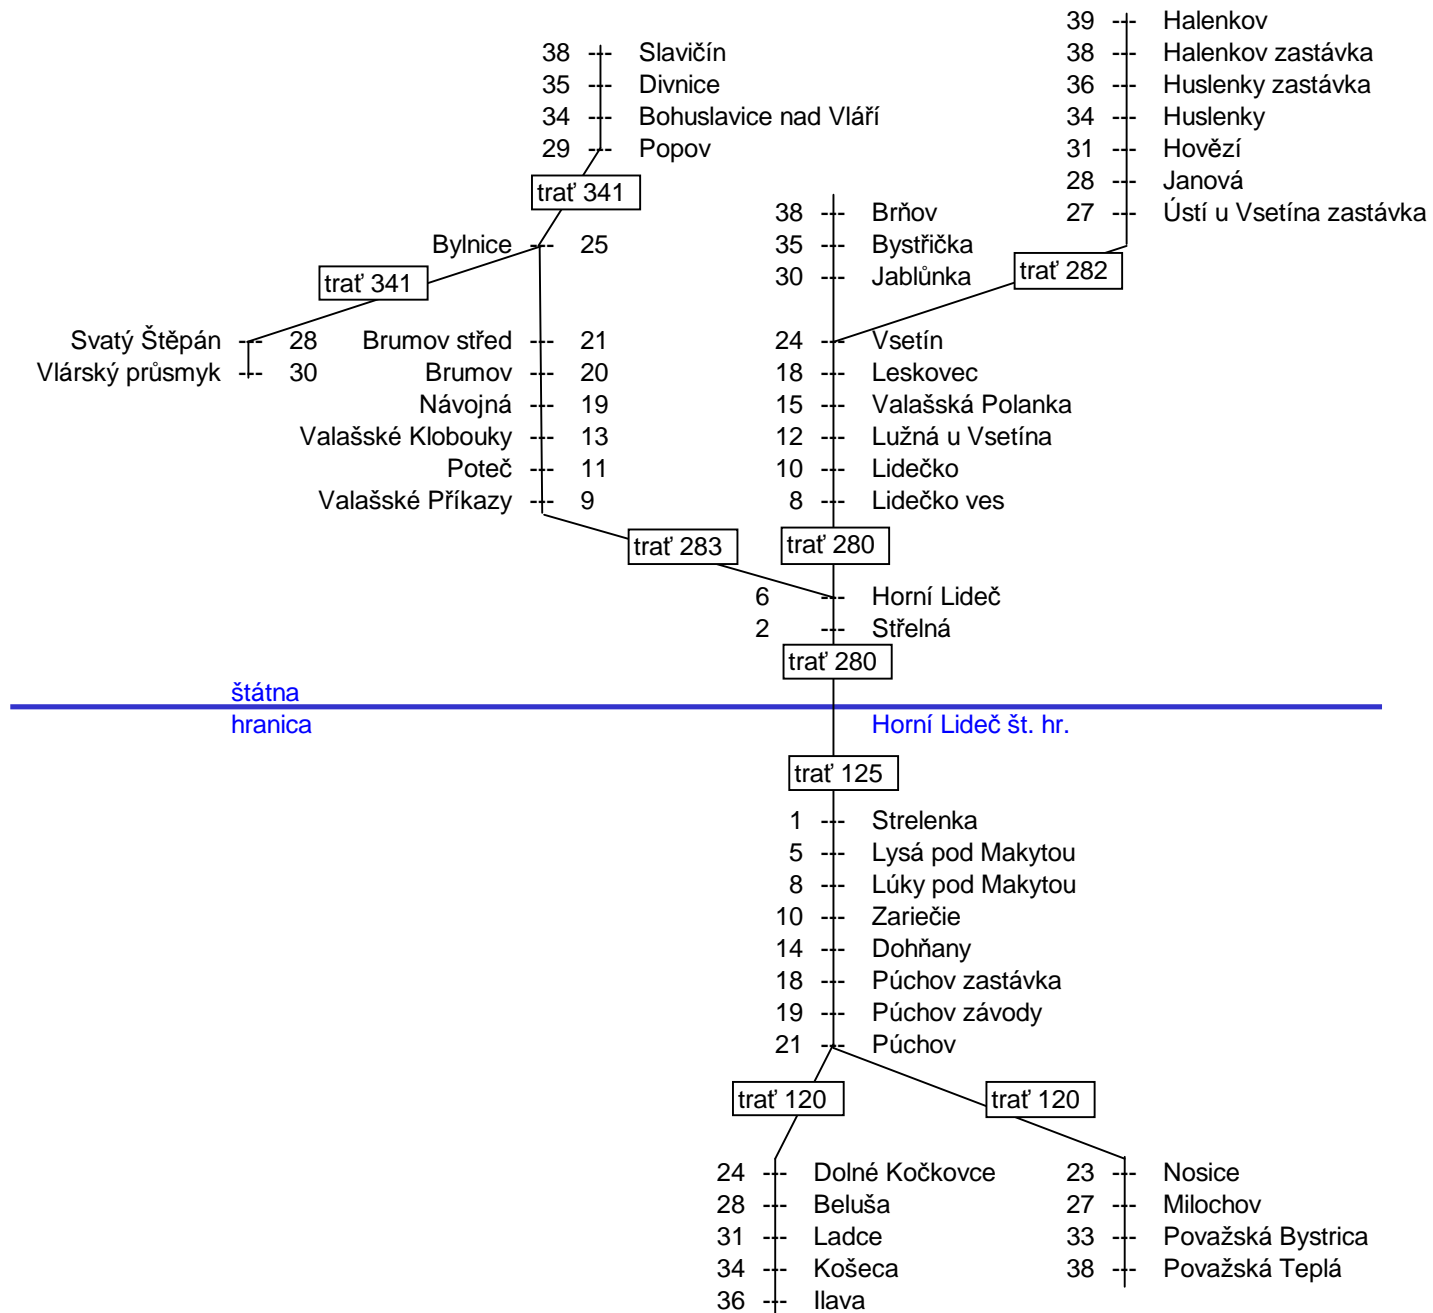 39 --- Halenkov
38 --- Slavičín
38 --- Halenkov zastávka
35 --- Divnice
36 --- Huslenky zastávka
34 --- Bohuslavice nad Vláří
34 --- Huslenky
29 --- Popov
31 --- Hovězí
28 --- Janová
trať 341
38 --- Brňov
27 --- Ústí u Vsetína zastávka
Bylnice --- 25
35 --- Bystřička
30 --- Jablůnka
trať 282
trať 341
Svatý Štěpán --- 28
Brumov střed --- 21
24 --- Vsetín
Vlárský průsmyk --- 30
Brumov --- 20
18 --- Leskovec
Návojná --- 19
15 --- Valašská Polanka
Valašské Klobouky --- 13
12 --- Lužná u Vsetína
Poteč --- 11
10 --- Lidečko
Valašské Příkazy --- 9
8 --- Lidečko ves
trať 283
trať 280
6 --- Horní Lideč
2 --- Střelná
trať 280
štátna
hranica
Horní Lideč št. hr.
trať 125
1 --- Strelenka
5 --- Lysá pod Makytou
8 --- Lúky pod Makytou
10 --- Zariečie
14 --- Dohňany
18 --- Púchov zastávka
19 --- Púchov závody
21 --- Púchov
trať 120
trať 120
24 --- Dolné Kočkovce
23 --- Nosice
28 --- Beluša
27 --- Milochov
31 --- Ladce
33 --- Považská Bystrica
34 --- Košeca
38 --- Považská Teplá
36 --- Ilava